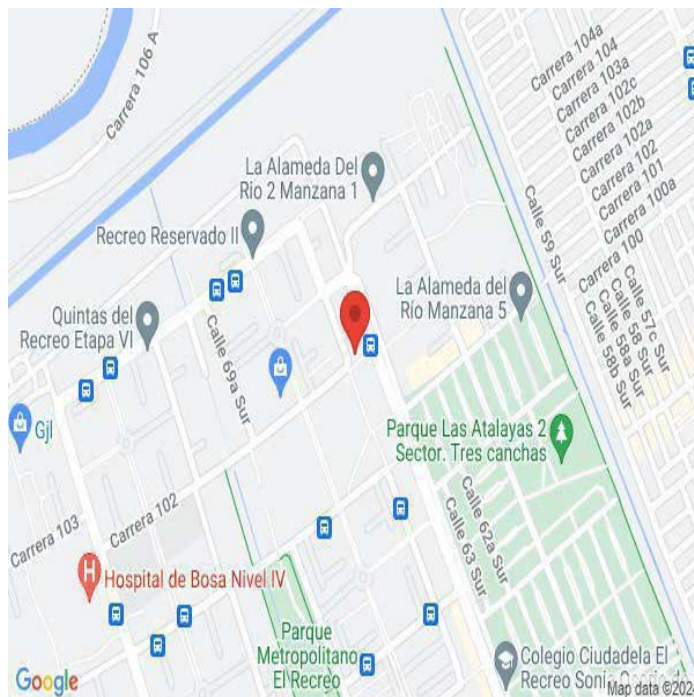 Carrera 106 A
Carrera 104a
Carrera 104
Carrera 103a
Carrera 102c
Carrera 102b
Carrera 102a
Carrera 102
Carrera 101
Carrera 100a
Carrera 100
La Alameda Del
Río 2 Manzana 1
Recreo Reservado II
Calle 59 Sur
La Alameda del
Río Manzana 5
Calle 57c
Calle 58 Sur
Calle 58a Sur
Calle 58b Sur
Quintas del
Recreo Etapa VI
Calle 69a Sur
Gjl
Parque Las Atalayas 2
Sector. Tres canchas
Carrera 103
Carrera 102
Calle 62a Sur
Calle 63 Sur
H
Hospital de Bosa Nivel IV
Parque
Metropolitano
El Recreo
Colegio Ciudadela El
Recreo Sonia
Google
Map data ©202